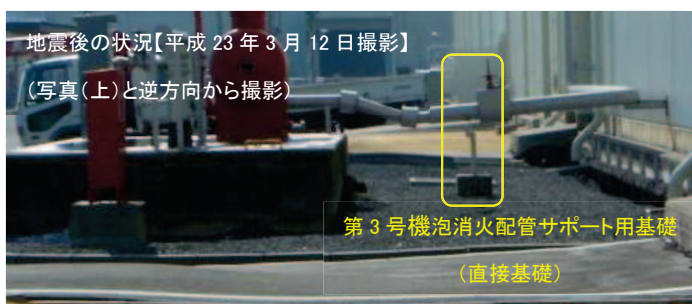 地震後の状況【平成 23 年 3 月 12 日撮影】
（写真（上）と逆方向から撮影）
第 3 号機泡消火配管サポート用基礎
（直接基礎）